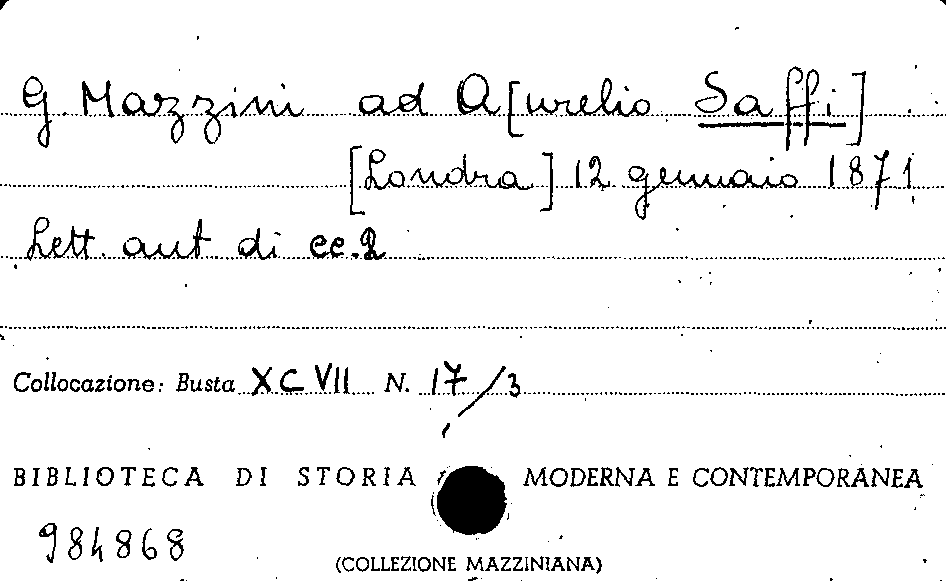 G. Mazzini ad A[urelio Saffi]
[Londra] 12 gennaio 1871
Lett. aut. di cc. 2
Collocazione: Busta XCVII N. 17/3
BIBLIOTECA DI STORIA MODERNA E CONTEMPORANEA
984868
(COLLEZIONE MAZZINIANA)